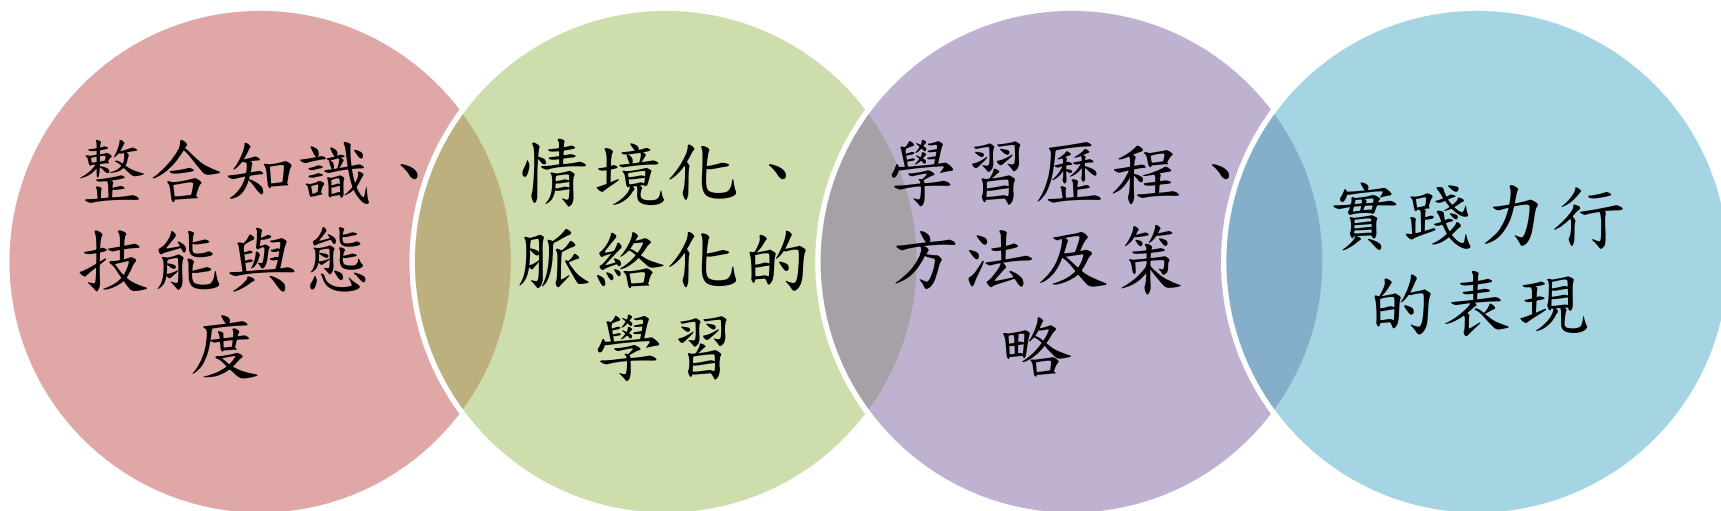 整合知識、
技能與態
度
情境化、
脈絡化的
學習
學習歷程、
方法及策
略
實踐力行
的表現